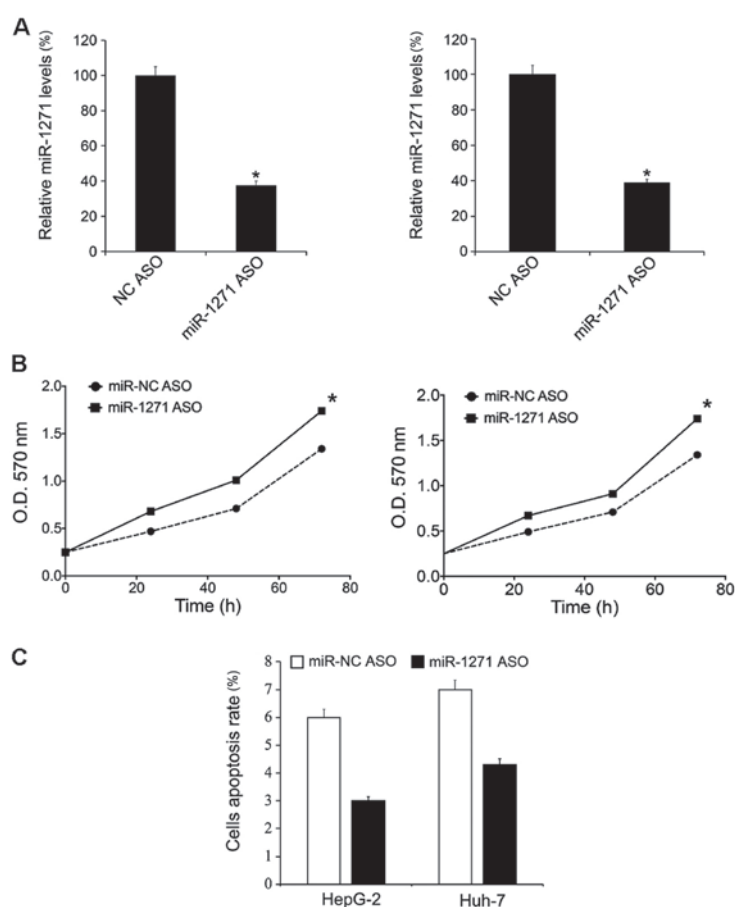 A
Relative miR-1271 levels (%)
120
100
80
60
40
20
0
NC ASO
miR-1271 ASO
Relative miR-1271 levels (%)
120
100
80
60
40
20
0
NC ASO
miR-1271 ASO
*
*
B
miR-NC ASO
miR-1271 ASO
O.D. 570 nm
2.0
1.5
1.0
0.5
0.0
0 20 40 60 80
Time (h)
*
miR-NC ASO
miR-1271 ASO
O.D. 570 nm
2.0
1.5
1.0
0.5
0.0
0 20 40 60 80
Time (h)
*
C
miR-NC ASO miR-1271 ASO
Cells apoptosis rate (%)
8
7
6
5
4
3
2
1
0
HepG-2 Huh-7